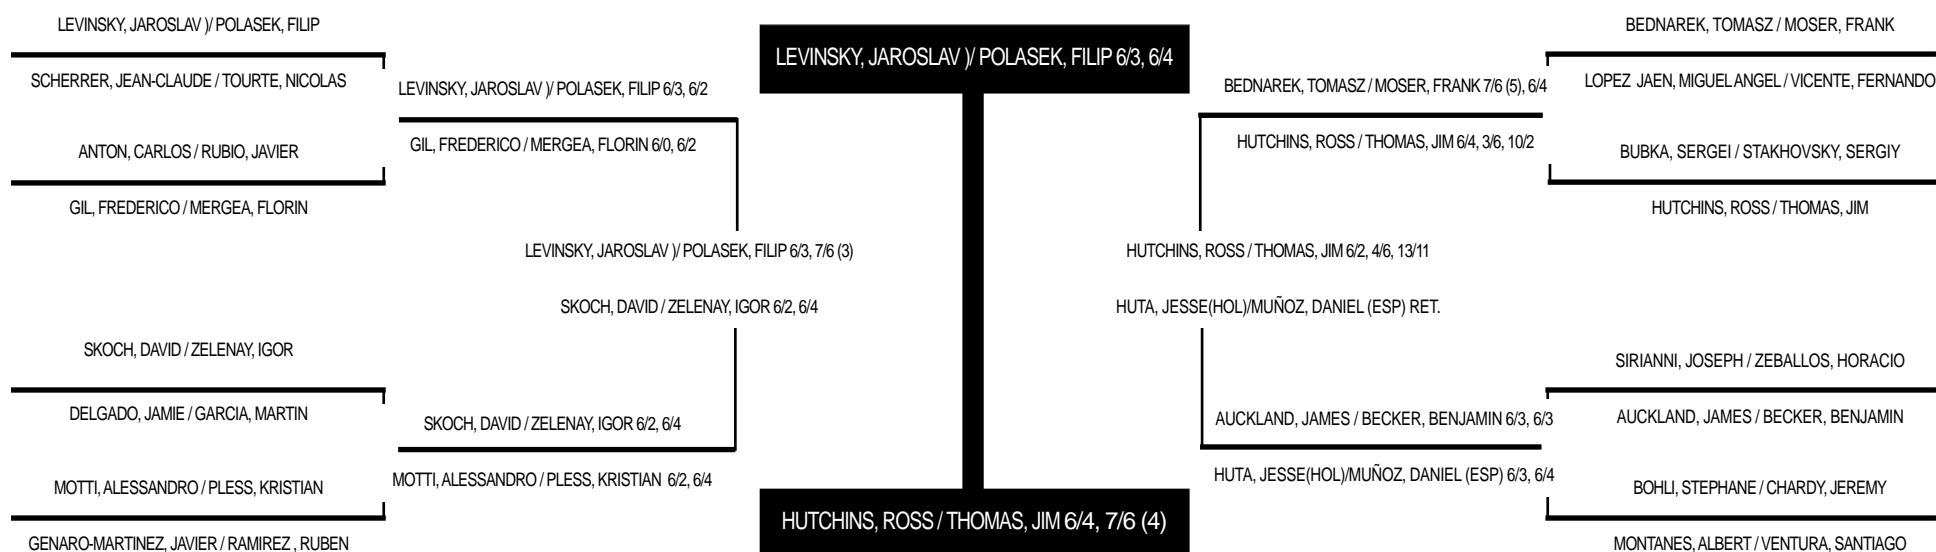 LEVINSKY, JAROSLAV )/ POLASEK, FILIP
SCHERRER, JEAN-CLAUDE / TOURTE, NICOLAS
ANTON, CARLOS / RUBIO, JAVIER
GIL, FREDERICO / MERGEA, FLORIN
SKOCH, DAVID / ZELENAY, IGOR
DELGADO, JAMIE / GARCIA, MARTIN
MOTTI, ALESSANDRO / PLESS, KRISTIAN
GENARO-MARTINEZ, JAVIER / RAMIREZ , RUBEN
LEVINSKY, JAROSLAV )/ POLASEK, FILIP 6/3, 6/2
GIL, FREDERICO / MERGEA, FLORIN 6/0, 6/2
SKOCH, DAVID / ZELENAY, IGOR 6/2, 6/4
MOTTI, ALESSANDRO / PLESS, KRISTIAN 6/2, 6/4
LEVINSKY, JAROSLAV )/ POLASEK, FILIP 6/3, 7/6 (3)
SKOCH, DAVID / ZELENAY, IGOR 6/2, 6/4
LEVINSKY, JAROSLAV )/ POLASEK, FILIP 6/3, 6/4
HUTCHINS, ROSS / THOMAS, JIM 6/4, 7/6 (4)
HUTCHINS, ROSS / THOMAS, JIM 6/2, 4/6, 13/11
HUTA, JESSE(HOL)/MUÑOZ, DANIEL (ESP) RET.
BEDNAREK, TOMASZ / MOSER, FRANK 7/6 (5), 6/4
HUTCHINS, ROSS / THOMAS, JIM 6/4, 3/6, 10/2
AUCKLAND, JAMES / BECKER, BENJAMIN 6/3, 6/3
HUTA, JESSE(HOL)/MUÑOZ, DANIEL (ESP) 6/3, 6/4
BEDNAREK, TOMASZ / MOSER, FRANK
LOPEZ JAEN, MIGUEL ANGEL / VICENTE, FERNANDO
BUBKA, SERGEI / STAKHOVSKY, SERGIY
HUTCHINS, ROSS / THOMAS, JIM
SIRIANNI, JOSEPH / ZEBALLOS, HORACIO
AUCKLAND, JAMES / BECKER, BENJAMIN
BOHLI, STEPHANE / CHARDY, JEREMY
MONTANES, ALBERT / VENTURA, SANTIAGO